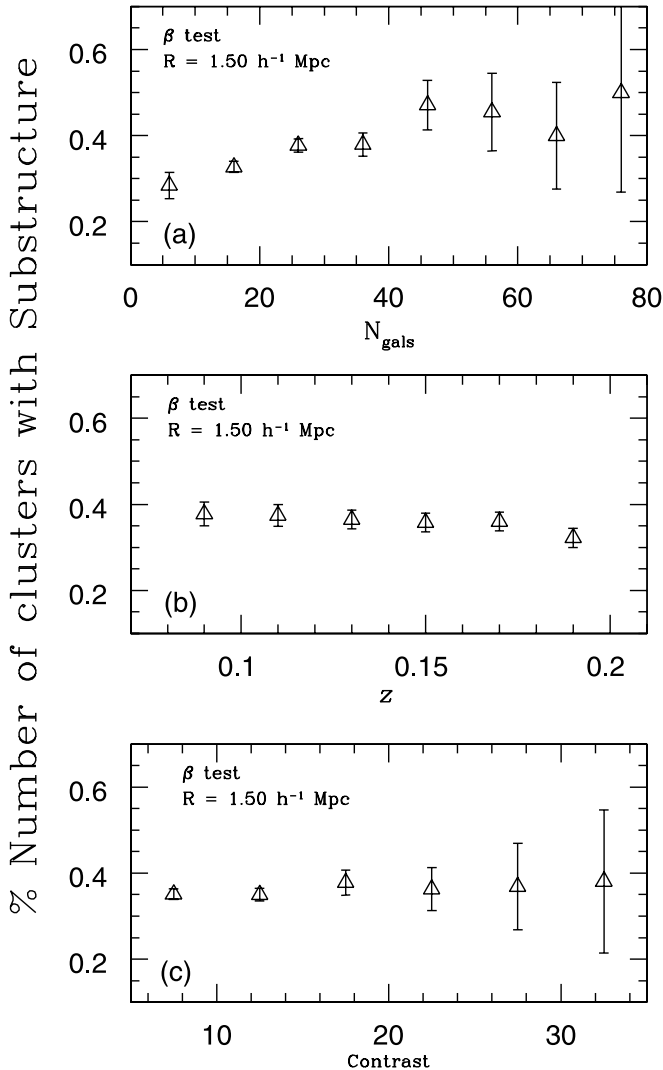 % Number of clusters with Substructure
β test
R = 1.50 h⁻¹ Mpc
0.6
0.4
0.2
(a)
0 20 40 60 80
N_gals
β test
R = 1.50 h⁻¹ Mpc
0.6
0.4
0.2
(b)
0.1 0.15 0.2
z
β test
R = 1.50 h⁻¹ Mpc
0.6
0.4
0.2
(c)
10 20 30
Contrast